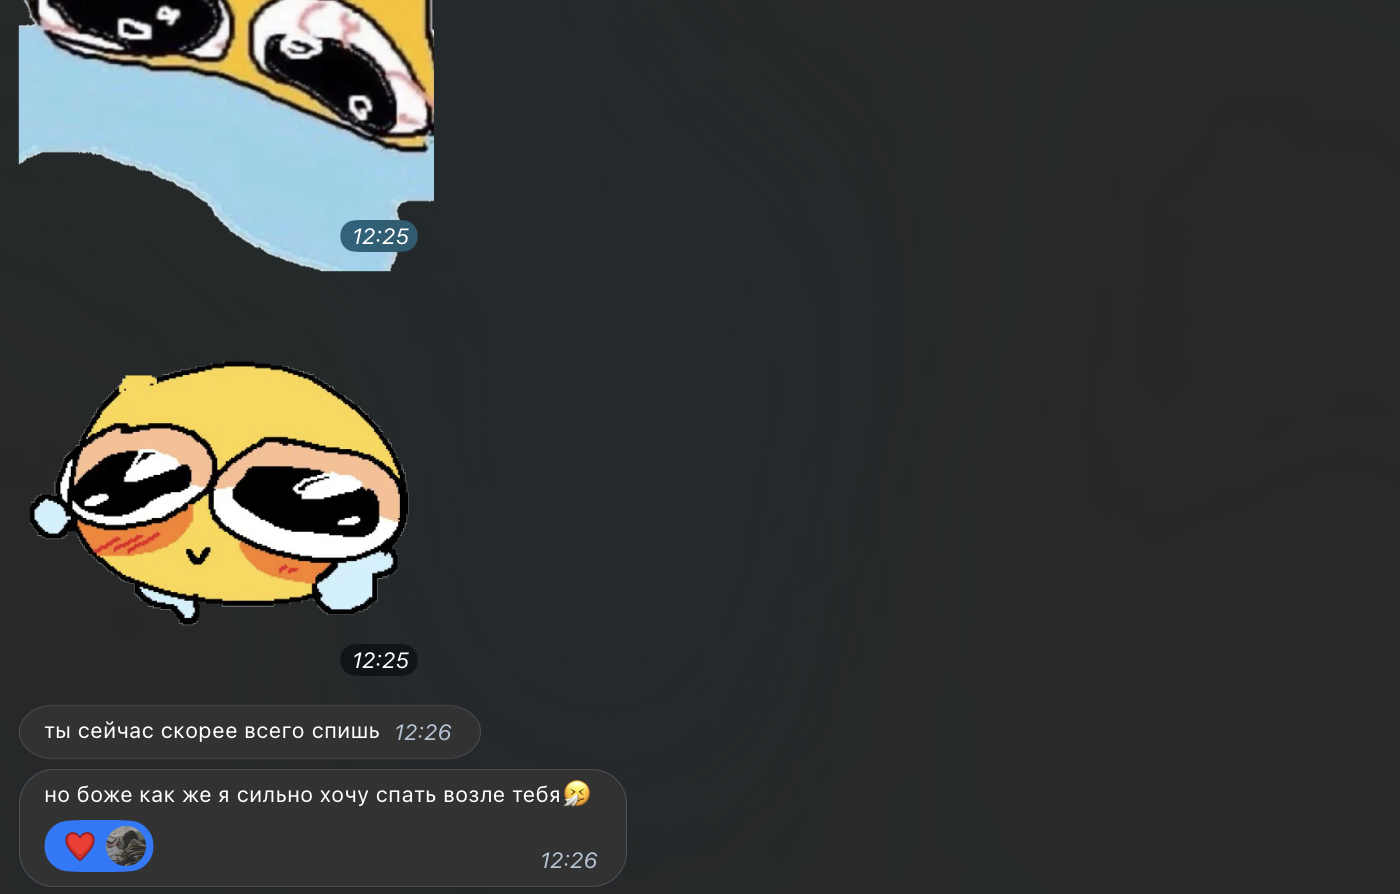 12:25
12:25
ты сейчас скорее всего спишь 12:26
но боже как же я сильно хочу спать возле тебя🤧
12:26